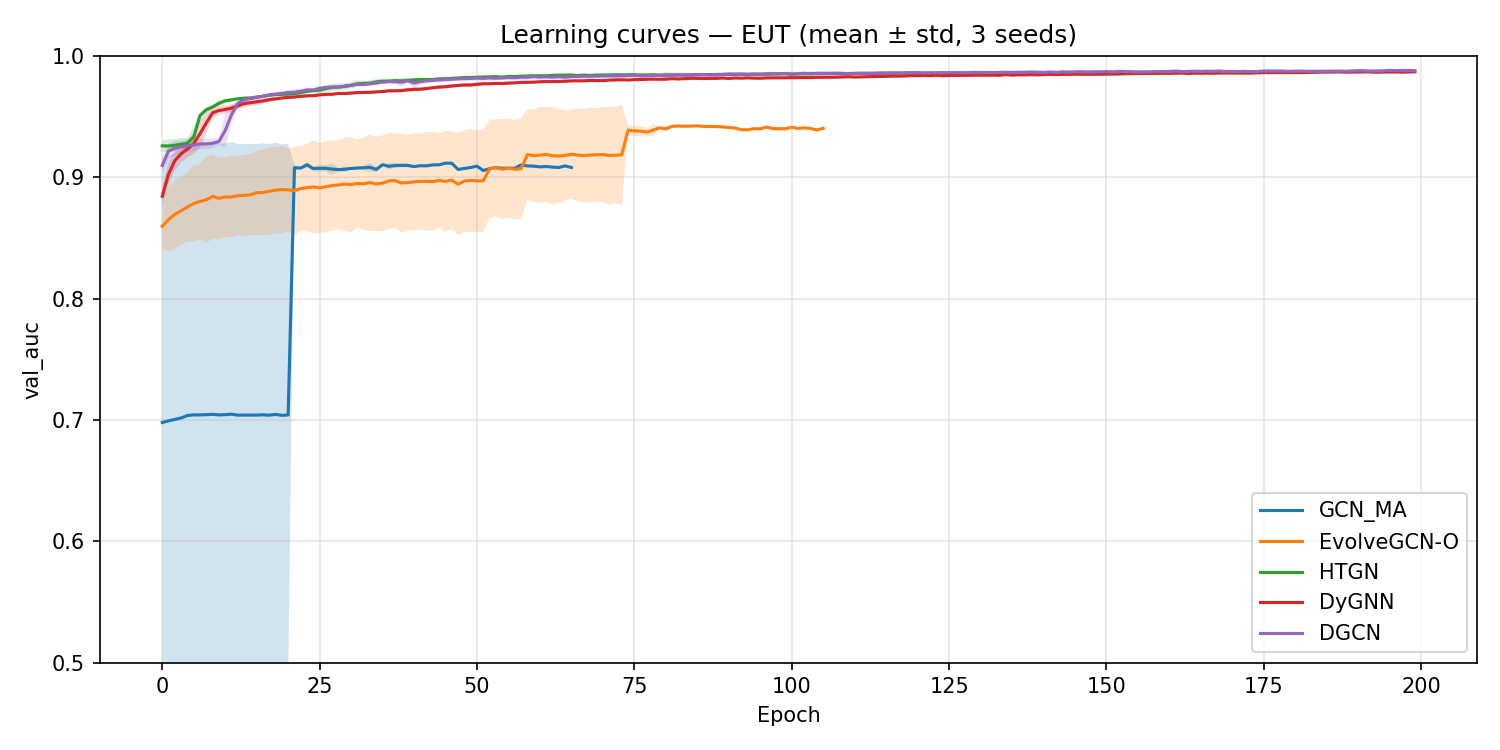 Learning curves — EUT (mean ± std, 3 seeds)
1.0
0.9
0.8
0.7
0.6
0.5
val_auc
0 25 50 75 100 125 150 175 200
Epoch
GCN_MA
EvolveGCN-O
HTGN
DyGNN
DGCN